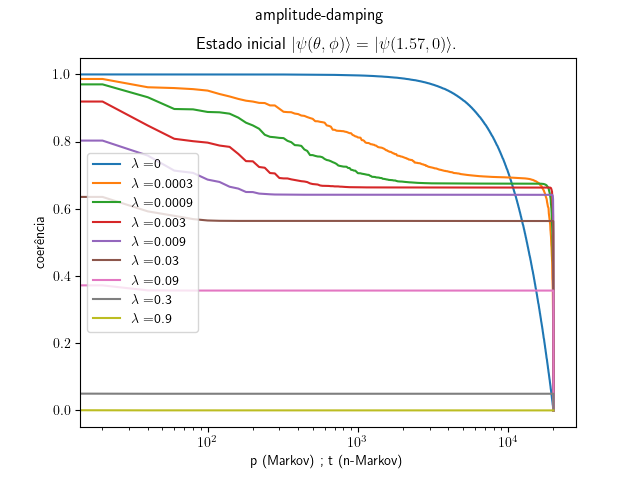 amplitude-damping
Estado inicial |ψ(θ, ϕ)⟩ = |ψ(1.57, 0)⟩.
1.0
0.8
0.6
0.4
0.2
0.0
coerência
λ =0
λ =0.0003
λ =0.0009
λ =0.003
λ =0.009
λ =0.03
λ =0.09
λ =0.3
λ =0.9
10² 10³ 10⁴
p (Markov) ; t (n-Markov)